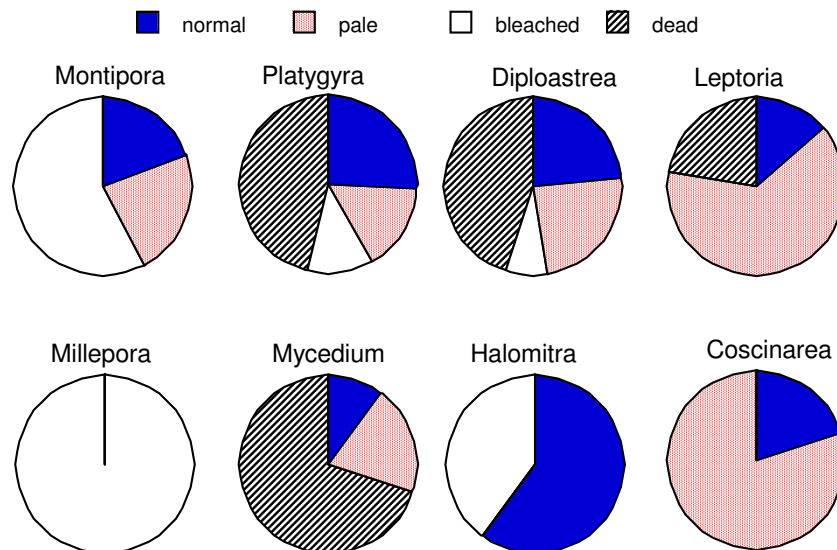 normal pale bleached dead
Montipora Platygyra Diploastrea Leptoria
Millepora Mycedium Halomitra Coscinarea